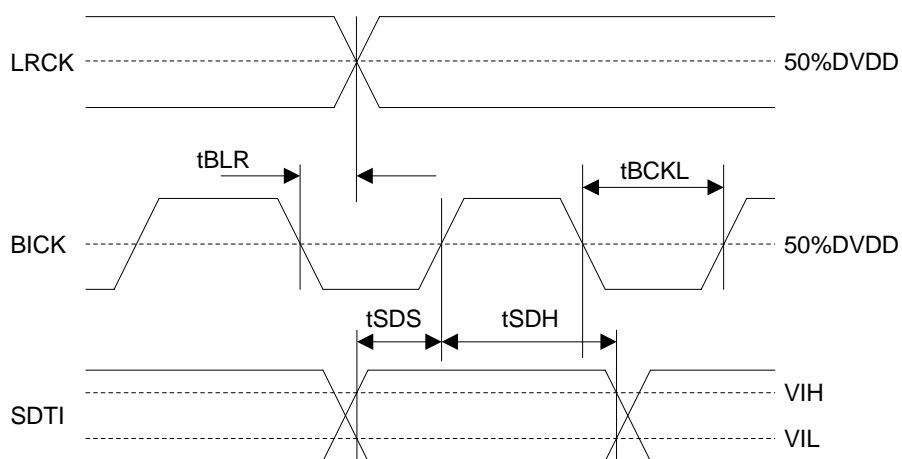 LRCK
50%DVDD
tBLR
tBCKL
BICK
50%DVDD
tSDS
tSDH
VIH
SDTI
VIL